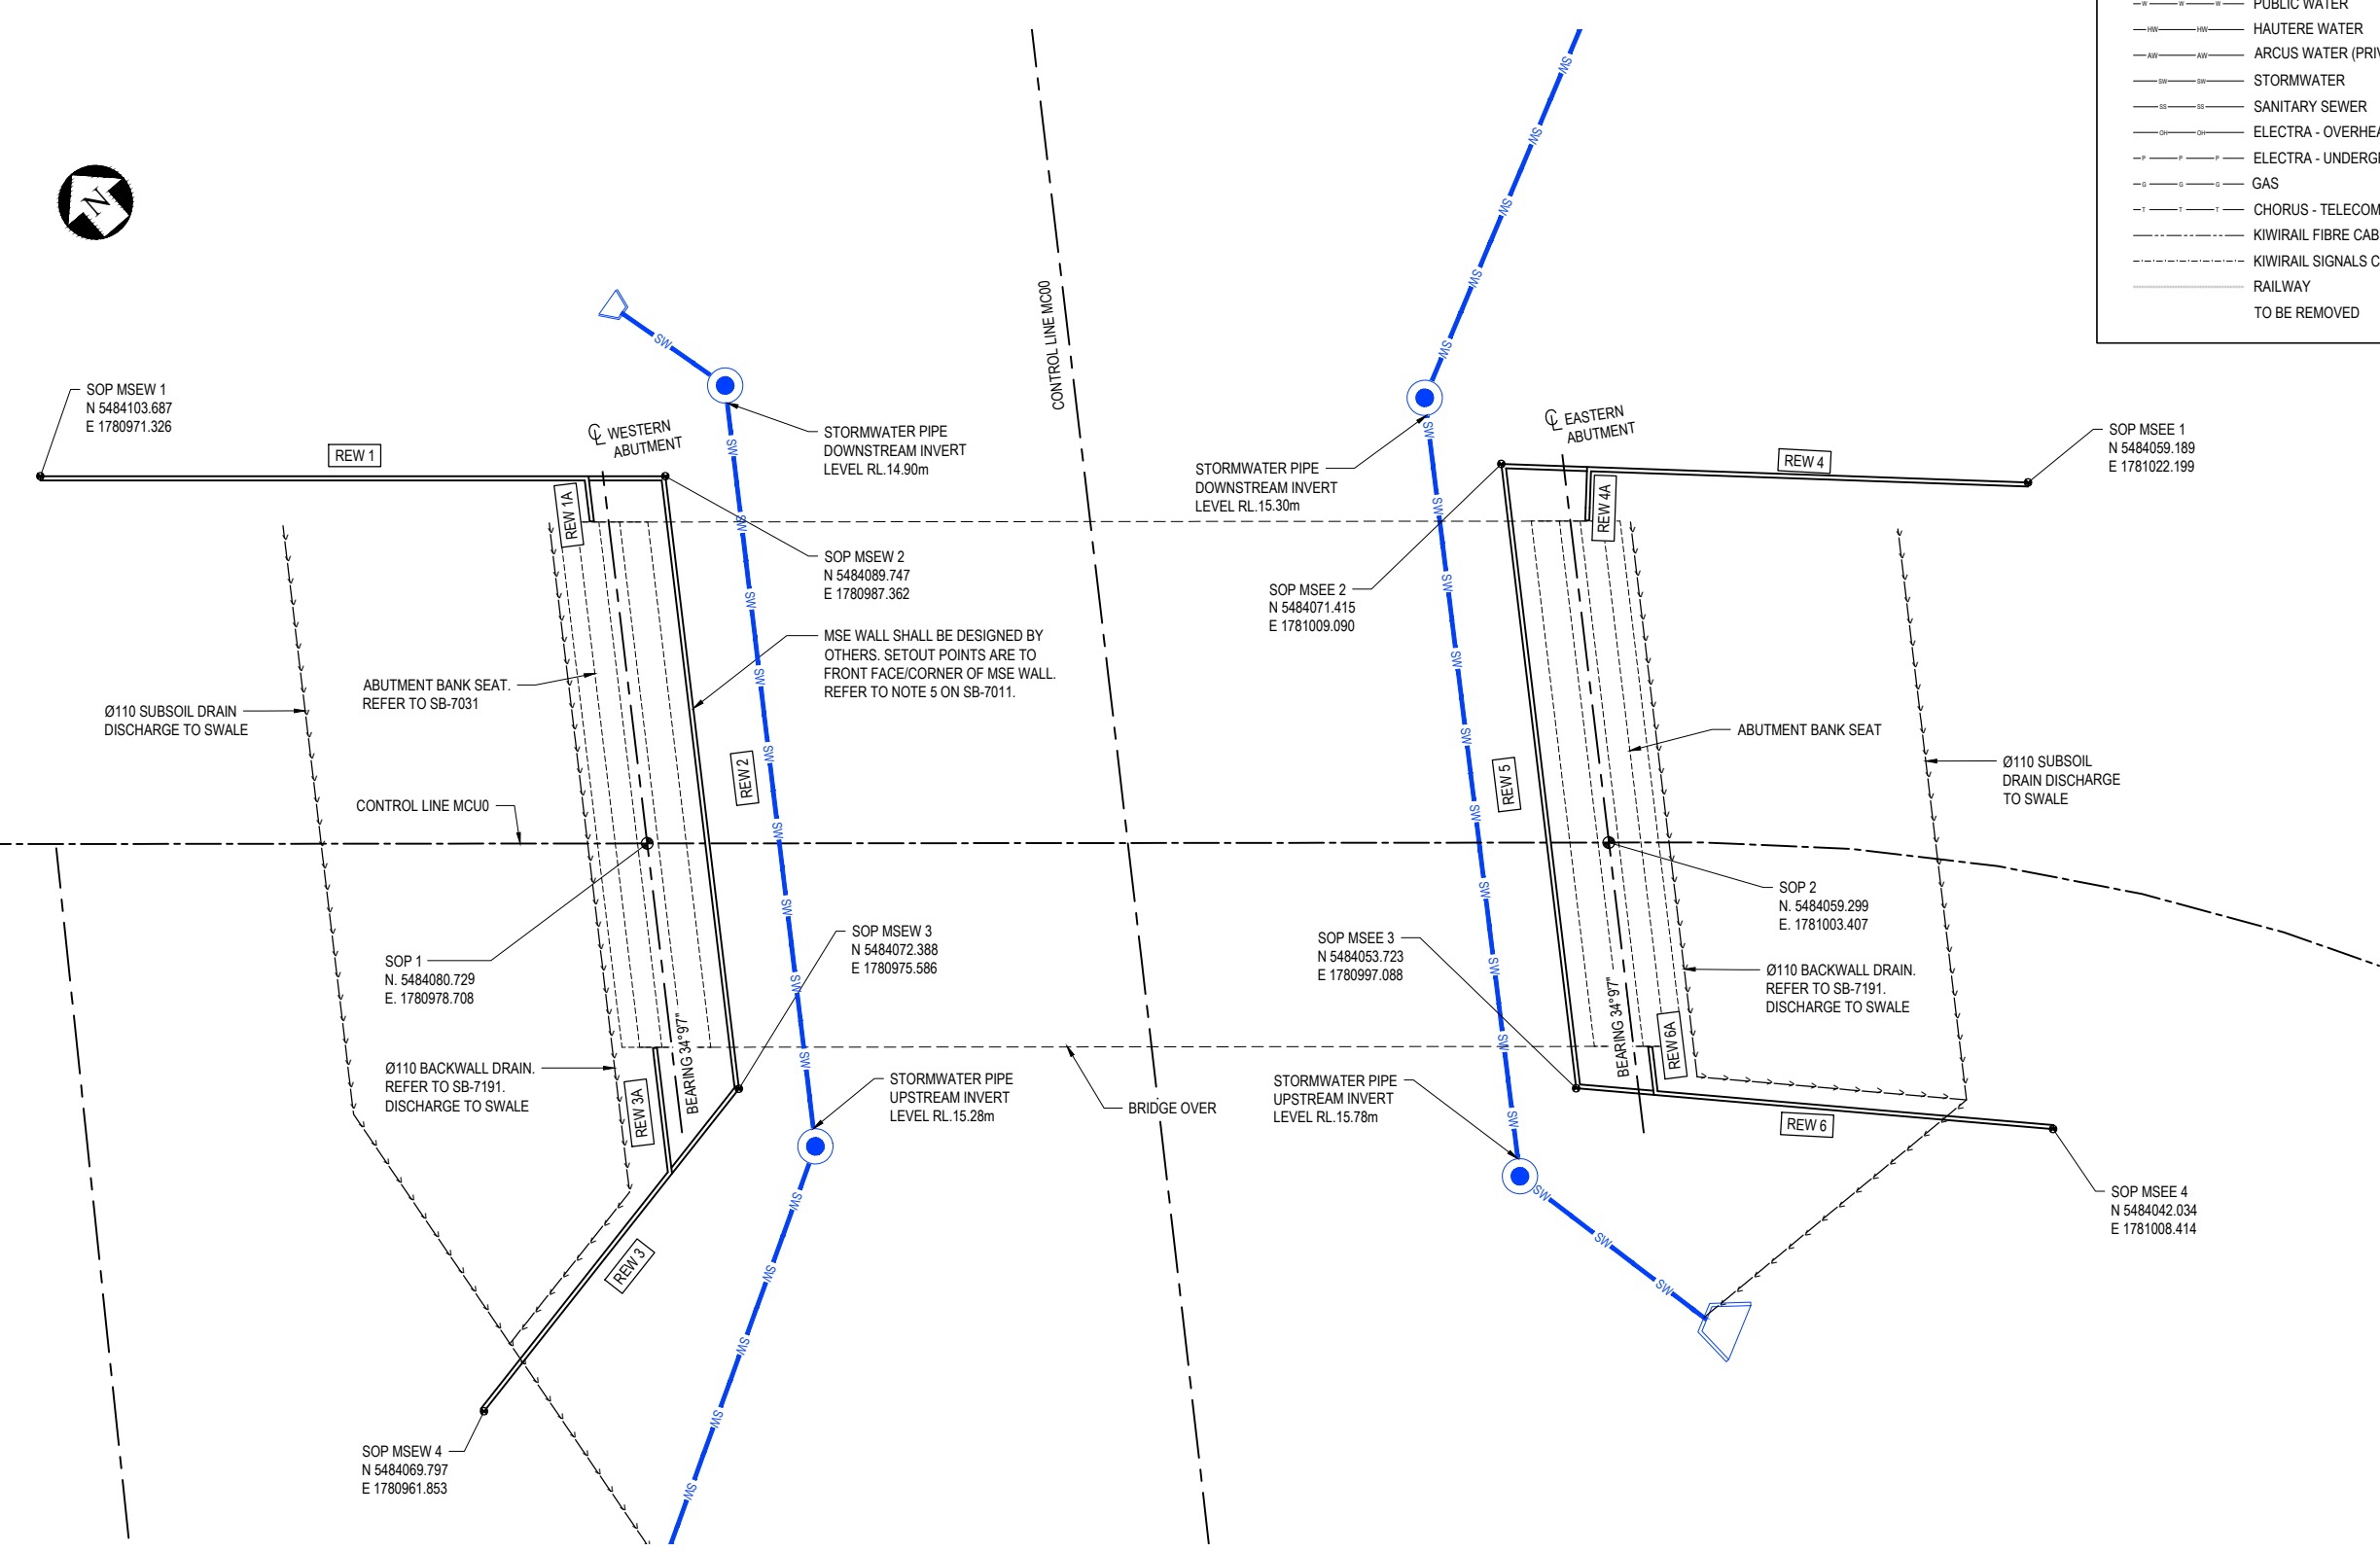 PUBLIC WATER
HAUTERE WATER
ARCUS WATER (PRIV
STORMWATER
SANITARY SEWER
ELECTRA - OVERHEA
ELECTRA - UNDERG
GAS
CHORUS - TELECOM
KIWIRAIL FIBRE CAB
KIWIRAIL SIGNALS C
RAILWAY
TO BE REMOVED
N
CONTROL LINE MC00
SOP MSEW 1
N 5484103.687
E 1780971.326
REW 1
℄ WESTERN
ABUTMENT
STORMWATER PIPE
DOWNSTREAM INVERT
LEVEL RL.14.90m
STORMWATER PIPE
DOWNSTREAM INVERT
LEVEL RL.15.30m
℄ EASTERN
ABUTMENT
REW 4
SOP MSEE 1
N 5484059.189
E 1781022.199
REW 1A
REW 4A
SOP MSEW 2
N 5484089.747
E 1780987.362
SOP MSEE 2
N 5484071.415
E 1781009.090
MSE WALL SHALL BE DESIGNED BY
OTHERS. SETOUT POINTS ARE TO
FRONT FACE/CORNER OF MSE WALL.
REFER TO NOTE 5 ON SB-7011.
ABUTMENT BANK SEAT.
REFER TO SB-7031
Ø110 SUBSOIL DRAIN
DISCHARGE TO SWALE
ABUTMENT BANK SEAT
Ø110 SUBSOIL
DRAIN DISCHARGE
TO SWALE
REW 2
REW 5
CONTROL LINE MCU0
SOP 1
N. 5484080.729
E. 1780978.708
SOP MSEW 3
N 5484072.388
E 1780975.586
SOP MSEE 3
N 5484053.723
E 1780997.088
SOP 2
N. 5484059.299
E. 1781003.407
Ø110 BACKWALL DRAIN.
REFER TO SB-7191.
DISCHARGE TO SWALE
BEARING 34°9'7"
BEARING 34°9'7"
REW 6A
Ø110 BACKWALL DRAIN.
REFER TO SB-7191.
DISCHARGE TO SWALE
REW 3A
STORMWATER PIPE
UPSTREAM INVERT
LEVEL RL.15.28m
BRIDGE OVER
STORMWATER PIPE
UPSTREAM INVERT
LEVEL RL.15.78m
REW 6
SOP MSEE 4
N 5484042.034
E 1781008.414
REW 3
SOP MSEW 4
N 5484069.797
E 1780961.853